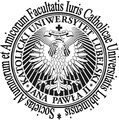 Societas Alumnorum et Amicorum Facultatis Iuris Catholicae Universitatis Lublinensis
KATOLICKI UNIWERSYTET LUBELSKI JANA PAWŁA II